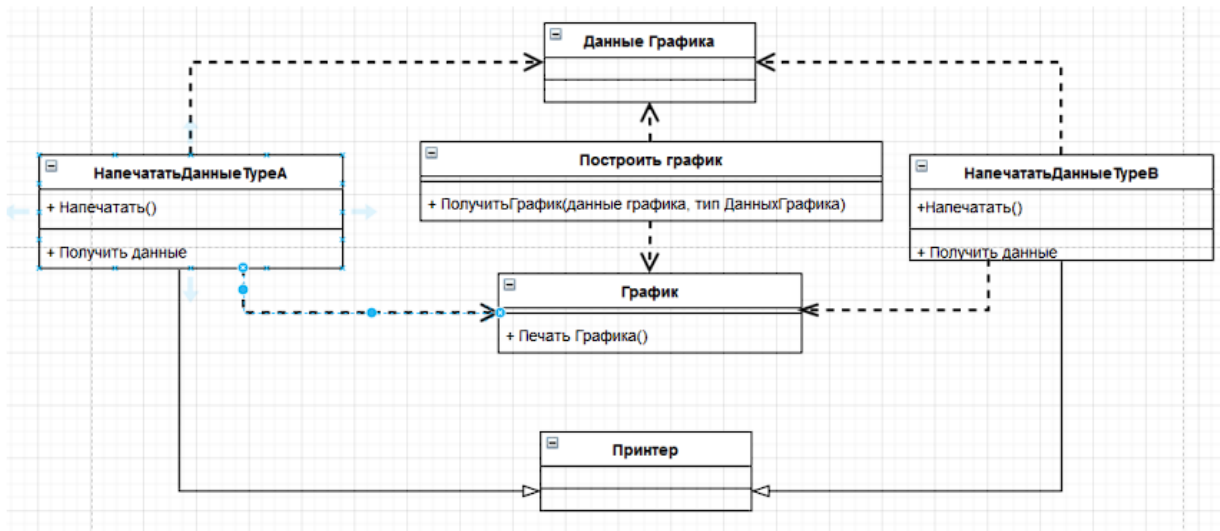 Данные Графика
НапечататьДанныеTypeA
+ Напечатать()
+ Получить данные
Построить график
+ ПолучитьГрафик(данные графика, тип ДанныхГрафика)
НапечататьДанныеTypeB
+Напечатать()
+ Получить данные
График
+ Печать Графика()
Принтер